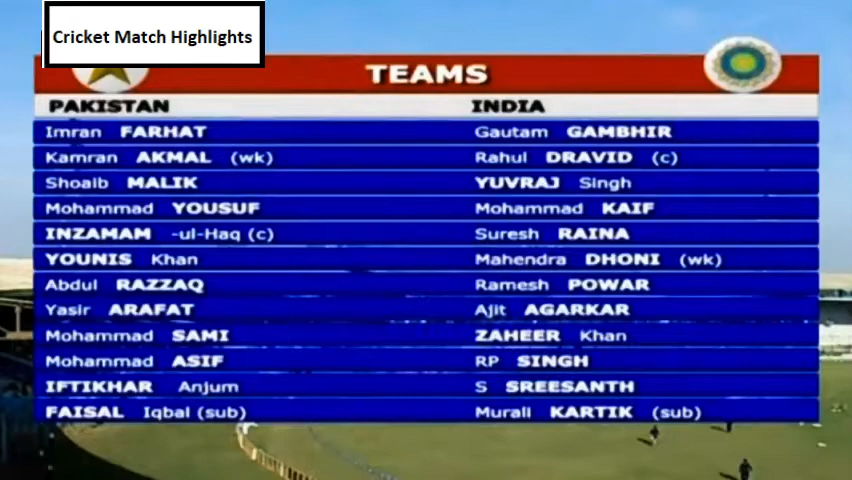 Cricket Match Highlights
TEAMS
PAKISTAN INDIA
Imran FARHAT Gautam GAMBHIR
Kamran AKMAL (wk) Rahul DRAVID (c)
Shoaib MALIK YUVRAJ Singh
Mohammad YOUSUF Mohammad KAIF
INZAMAM -ul-Haq (c) Suresh RAINA
YOUNIS Khan Mahendra DHONI (wk)
Abdul RAZZAQ Ramesh POWAR
Yasir ARAFAT Ajit AGARKAR
Mohammad SAMI ZAHEER Khan
Mohammad ASIF RP SINGH
IFTIKHAR Anjum S SREESANTH
FAISAL Iqbal (sub) Murali KARTIK (sub)